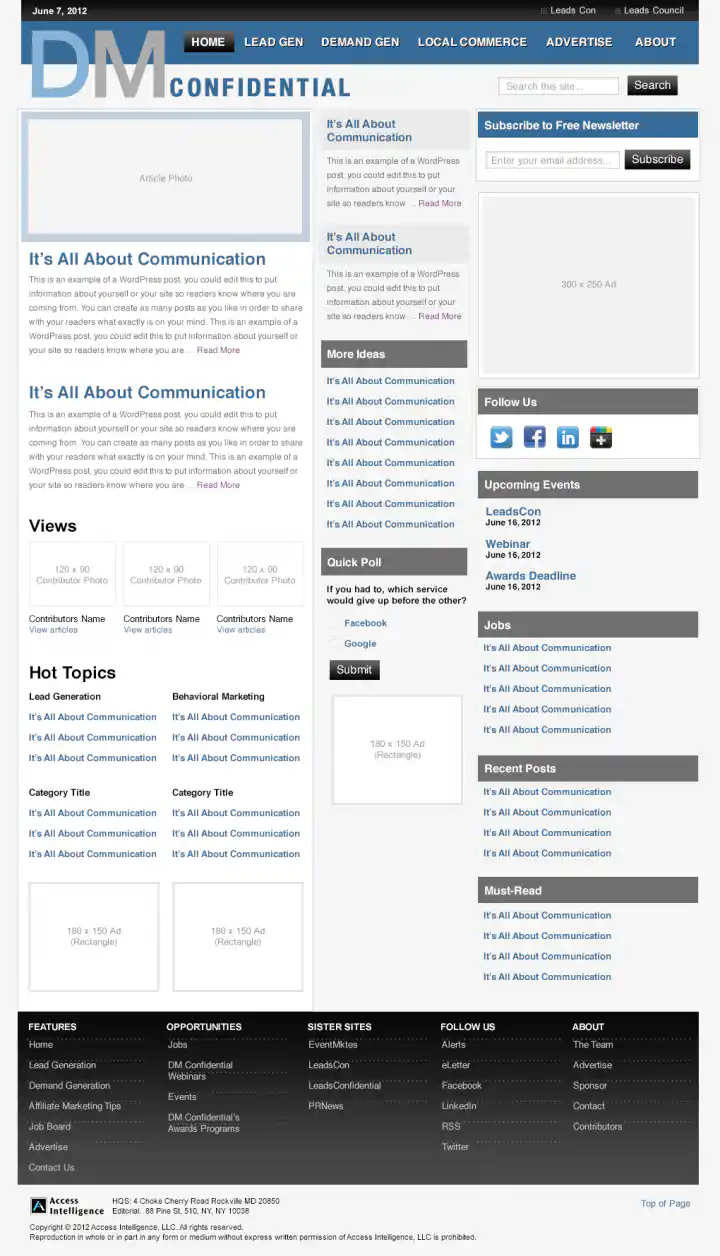 June 7, 2012
Leads Con
Leads Council
HOME
LEAD GEN
DEMAND GEN
LOCAL COMMERCE
ADVERTISE
ABOUT
DM CONFIDENTIAL
Search this site...
Search
Article Photo
It's All About Communication
This is an example of a WordPress post, you could edit this to put
information about yourself or your site so readers know where you are
coming from. You can create as many posts as you like in order to share
with your readers what exactly is on your mind. This is an example of a
WordPress post, you could edit this to put information about yourself or
your site so readers know where you are ... Read More
It's All About Communication
This is an example of a WordPress post, you could edit this to put
information about yourself or your site so readers know where you are
coming from. You can create as many posts as you like in order to share
with your readers what exactly is on your mind. This is an example of a
WordPress post, you could edit this to put information about yourself or
your site so readers know where you are ... Read More
Views
120 x 90
Contributor Photo
120 x 90
Contributor Photo
120 x 90
Contributor Photo
Contributors Name
View articles
Contributors Name
View articles
Contributors Name
View articles
Hot Topics
Lead Generation
It's All About Communication
It's All About Communication
It's All About Communication
Behavioral Marketing
It's All About Communication
It's All About Communication
It's All About Communication
Category Title
It's All About Communication
It's All About Communication
It's All About Communication
Category Title
It's All About Communication
It's All About Communication
It's All About Communication
180 x 150 Ad
(Rectangle)
180 x 150 Ad
(Rectangle)
It's All About
Communication
This is an example of a WordPress
post, you could edit this to put
information about yourself or your
site so readers know ... Read More
It's All About
Communication
This is an example of a WordPress
post, you could edit this to put
information about yourself or your
site so readers know ... Read More
More Ideas
It's All About Communication
It's All About Communication
It's All About Communication
It's All About Communication
It's All About Communication
It's All About Communication
It's All About Communication
It's All About Communication
Quick Poll
If you had to, which service
would give up before the other?
Facebook
Google
Submit
180 x 150 Ad
(Rectangle)
Subscribe to Free Newsletter
Enter your email address...
Subscribe
300 x 250 Ad
Follow Us
Upcoming Events
LeadsCon
June 16, 2012
Webinar
June 16, 2012
Awards Deadline
June 16, 2012
Jobs
It's All About Communication
It's All About Communication
It's All About Communication
It's All About Communication
It's All About Communication
Recent Posts
It's All About Communication
It's All About Communication
It's All About Communication
It's All About Communication
Must-Read
It's All About Communication
It's All About Communication
It's All About Communication
It's All About Communication
FEATURES
Home
Lead Generation
Demand Generation
Affiliate Marketing Tips
Job Board
Advertise
Contact Us
OPPORTUNITIES
Jobs
DM Confidential
Webinars
Events
DM Confidential's
Awards Programs
SISTER SITES
EventMktes
LeadsCon
LeadsConfidential
PRNews
FOLLOW US
Alerts
eLetter
Facebook
LinkedIn
RSS
Twitter
ABOUT
The Team
Advertise
Sponsor
Contact
Contributors
Access
Intelligence
HQS: 4 Choke Cherry Road Rockville MD 20850
Editorial: 88 Pine St, 510, NY, NY 10038
Top of Page
Copyright © 2012 Access Intelligence, LLC. All rights reserved.
Reproduction in whole or in part in any form or medium without express written permission of Access Intelligence, LLC is prohibited.